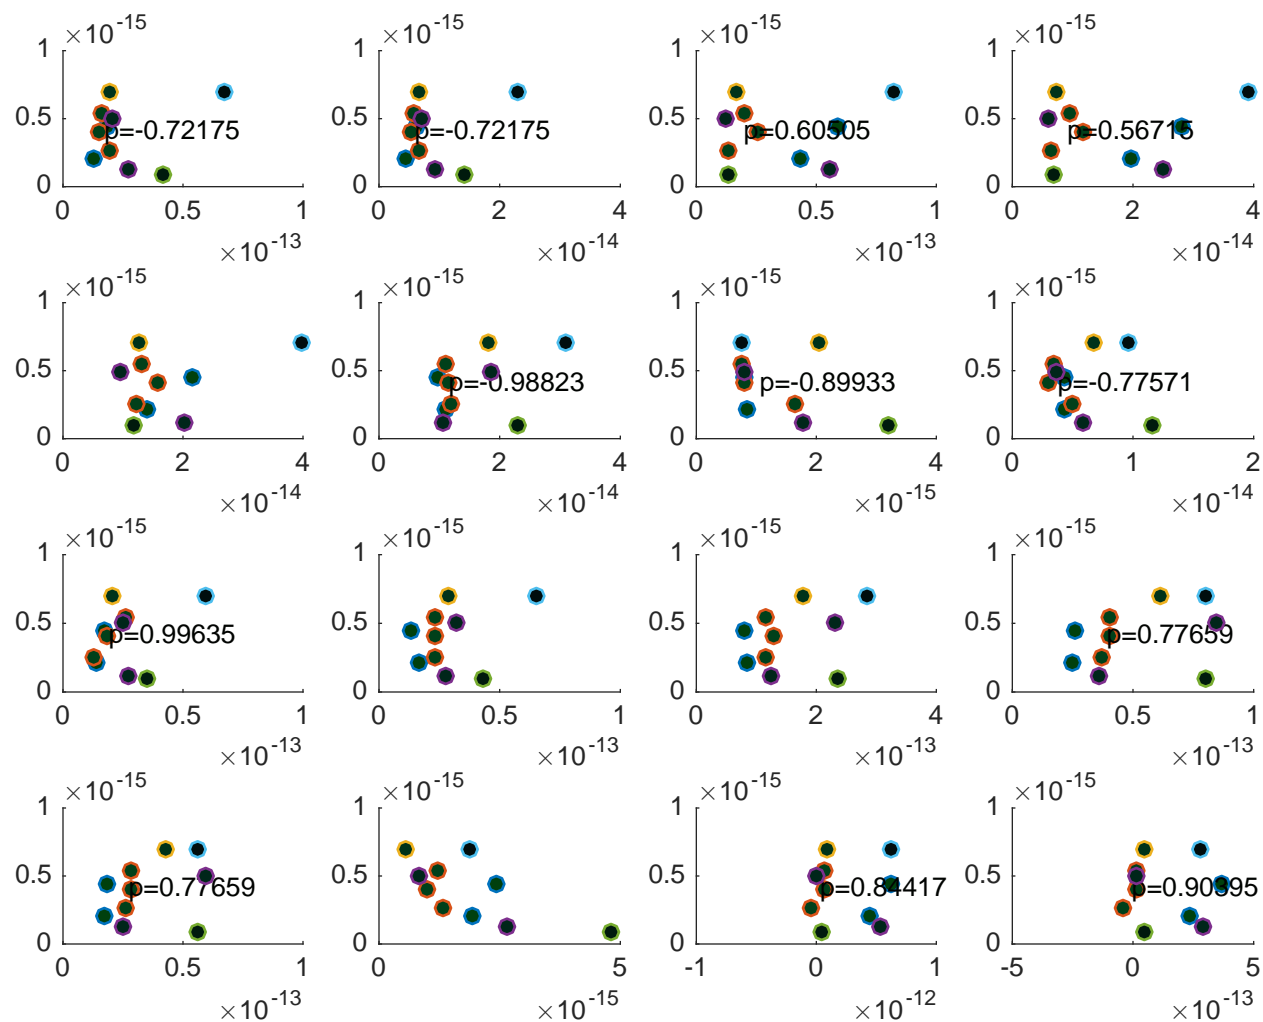 ×10-15 ×10-15 ×10-15 ×10-15
1 1 1 1
0.5 p=-0.72175 0.5 p=-0.72175 0.5 p=0.60505 0.5 p=0.56715
0 0 0 0
0 0.5 1 0 2 4 0 0.5 1 0 2 4
×10-13 ×10-14 ×10-13 ×10-14
×10-15 ×10-15 ×10-15 ×10-15
1 1 1 1
0.5 0.5 p=-0.98823 0.5 p=-0.89933 0.5 p=-0.77571
0 0 0 0
0 2 4 0 2 4 0 2 4 0 1 2
×10-14 ×10-14 ×10-15 ×10-14
×10-15 ×10-15 ×10-15 ×10-15
1 1 1 1
0.5 p=0.99635 0.5 0.5 0.5 p=0.77659
0 0 0 0
0 0.5 1 0 0.5 1 0 2 4 0 0.5 1
×10-13 ×10-13 ×10-13 ×10-13
×10-15 ×10-15 ×10-15 ×10-15
1 1 1 1
0.5 p=0.77659 0.5 0.5 p=0.84417 0.5 p=0.90395
0 0 0 0
0 0.5 1 0 5 -1 0 1 -5 0 5
×10-13 ×10-15 ×10-12 ×10-13